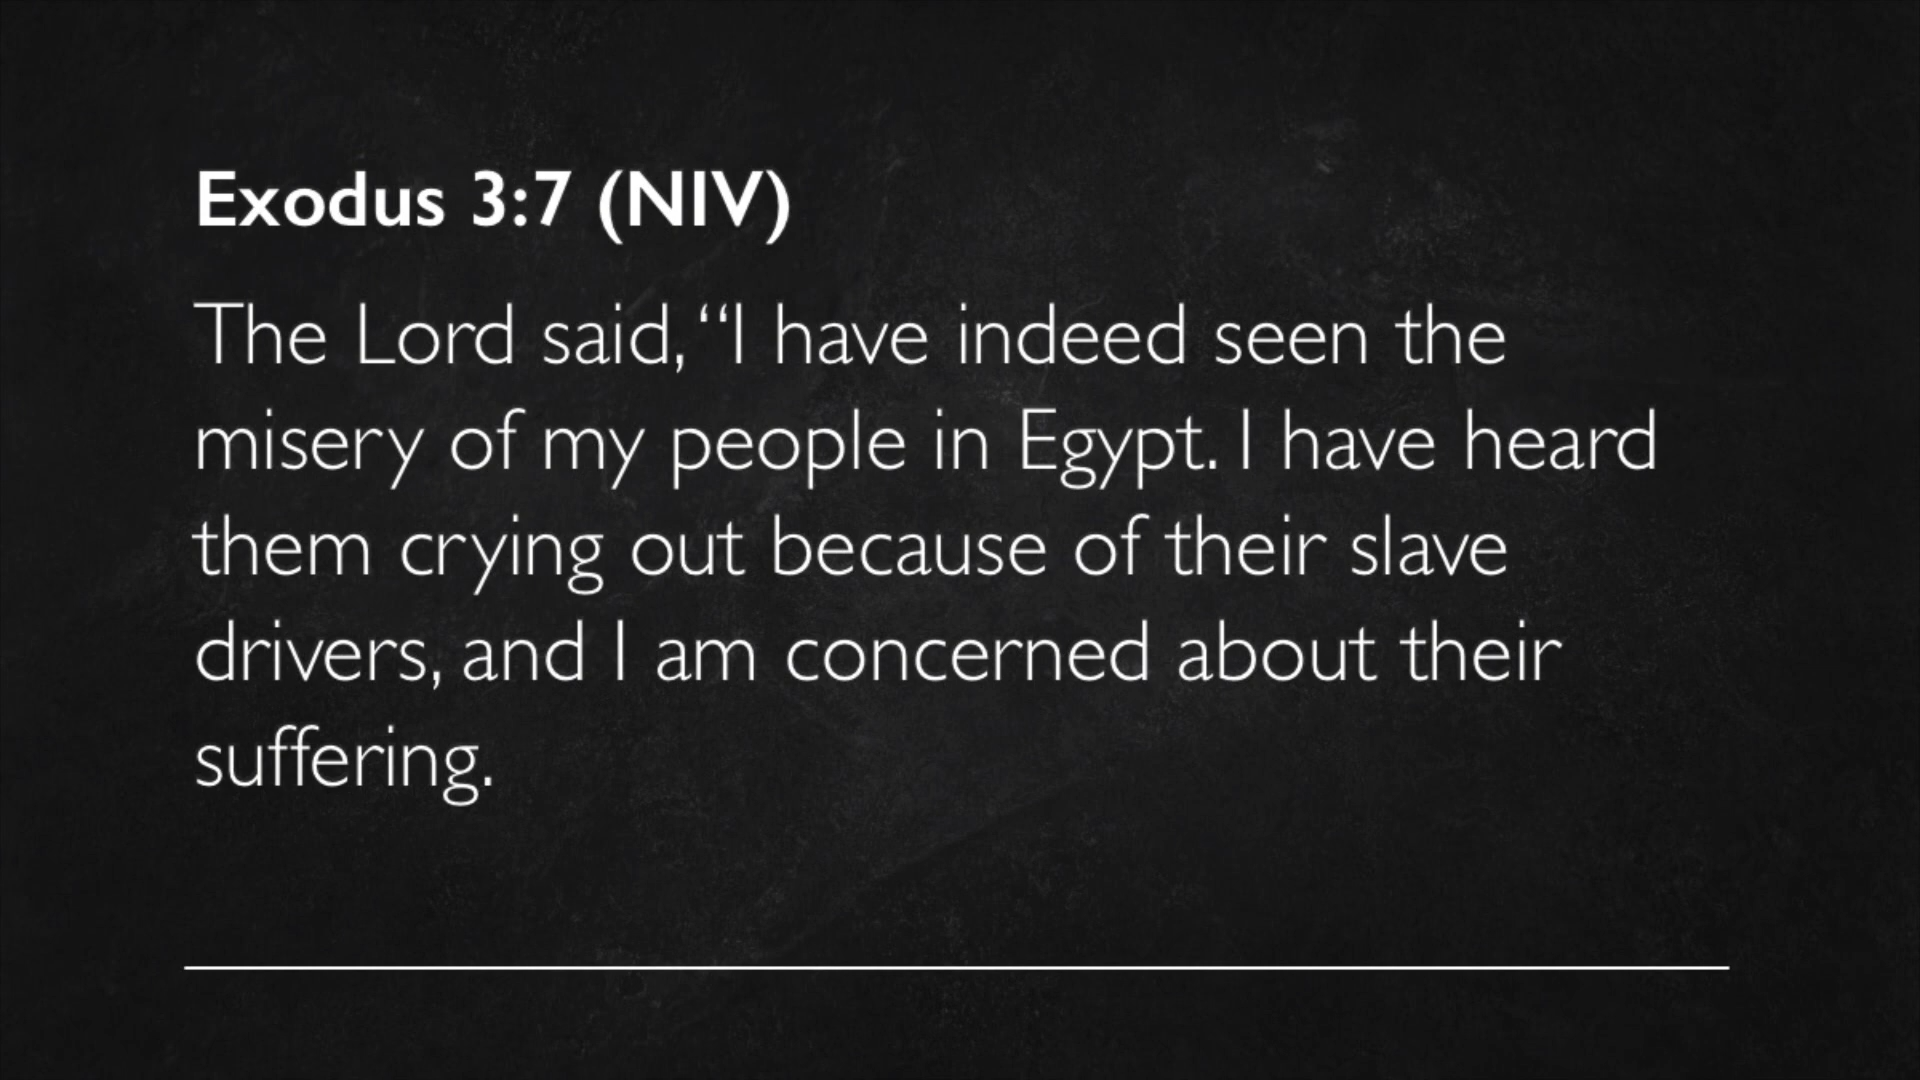 Exodus 3:7 (NIV)
The Lord said, “I have indeed seen the
misery of my people in Egypt. I have heard
them crying out because of their slave
drivers, and I am concerned about their
suffering.